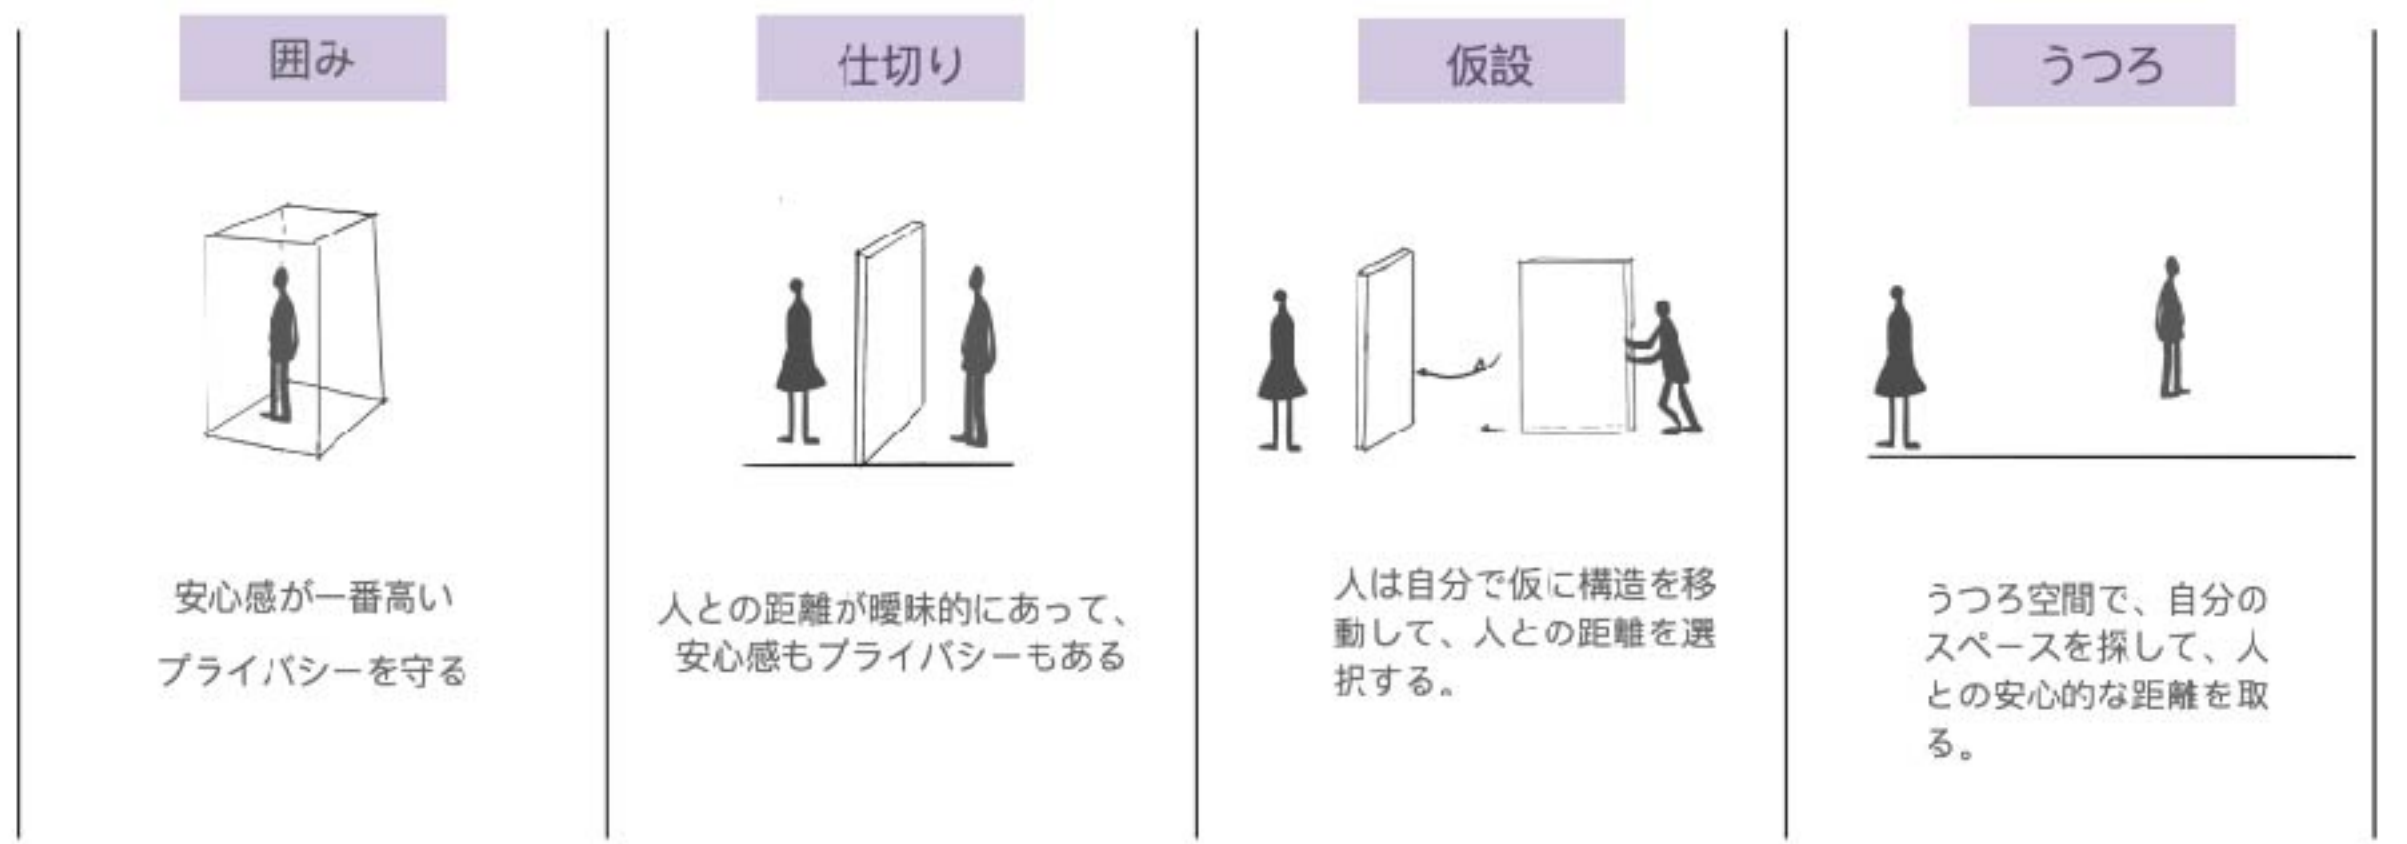 囲み
安心感が一番高い
プライバシーを守る
仕切り
人との距離が曖昧的にあって、
安心感もプライバシーもある
仮設
人は自分で仮に構造を移
動して、人との距離を選
択する。
うつろ
うつろ空間で、自分の
スペースを探して、人
との安心的な距離を取
る。